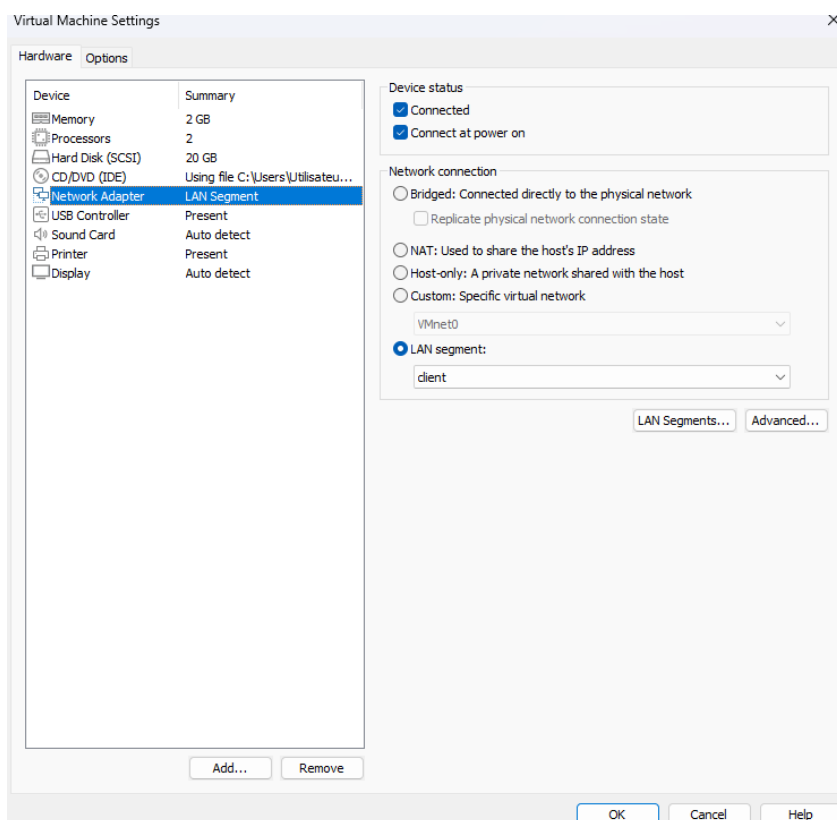 Virtual Machine Settings
Hardware Options
Device Summary
Memory 2 GB
Processors 2
Hard Disk (SCSI) 20 GB
CD/DVD (IDE) Using file C:\Users\Utilisateu...
Network Adapter LAN Segment
USB Controller Present
Sound Card Auto detect
Printer Present
Display Auto detect
Add... Remove
Device status
Connected
Connect at power on
Network connection
Bridged: Connected directly to the physical network
Replicate physical network connection state
NAT: Used to share the host's IP address
Host-only: A private network shared with the host
Custom: Specific virtual network
VMnet0
LAN segment:
client
LAN Segments... Advanced...
OK Cancel Help